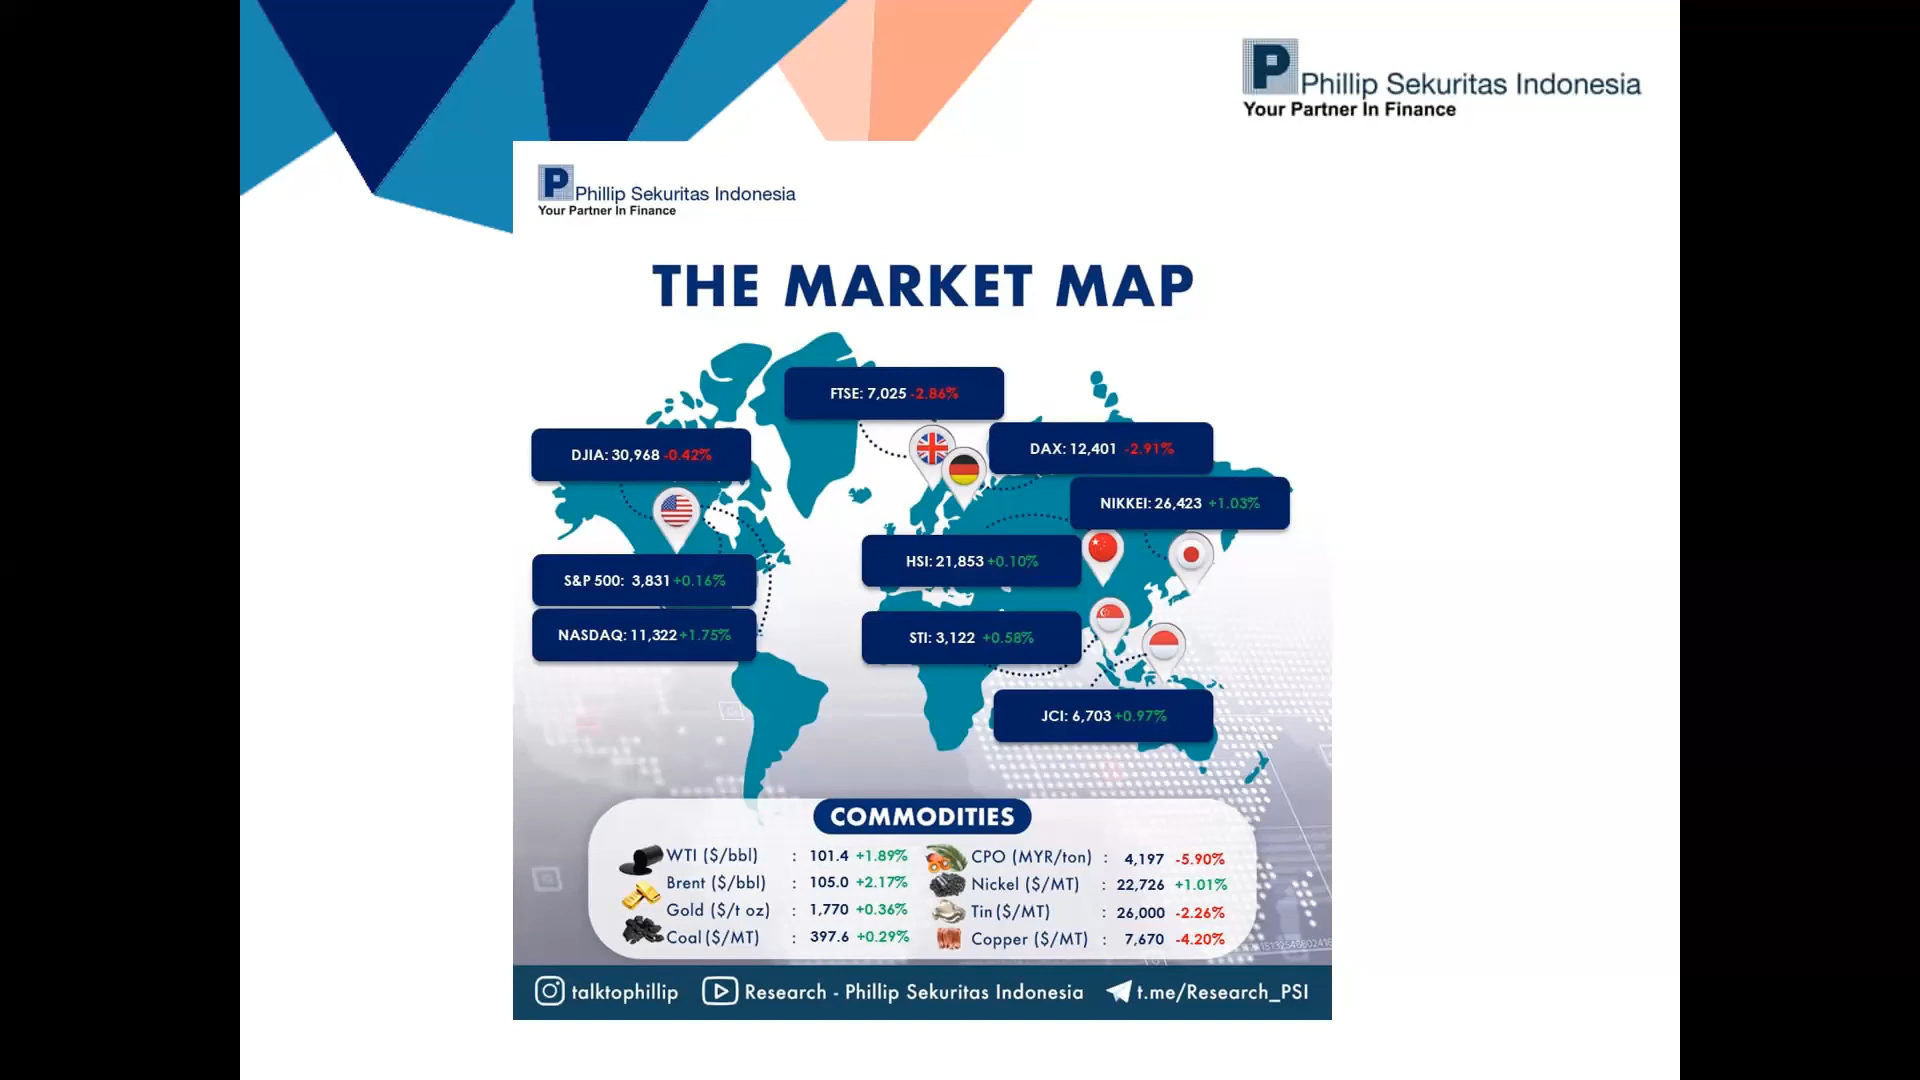 P Phillip Sekuritas Indonesia
Your Partner In Finance
P Phillip Sekuritas Indonesia
Your Partner In Finance
THE MARKET MAP
FTSE: 7,025 -2.86%
DJIA: 30,968 -0.42%
DAX: 12,401 -2.91%
NIKKEI: 26,423 +1.03%
HSI: 21,853 +0.10%
S&P 500: 3,831 +0.16%
NASDAQ: 11,322 +1.75%
STI: 3,122 +0.58%
JCI: 6,703 +0.97%
COMMODITIES
WTI ($/bbl) : 101.4 +1.89%
Brent ($/bbl) : 105.0 +2.17%
Gold ($/t oz) : 1,770 +0.36%
Coal ($/MT) : 397.6 +0.29%
CPO (MYR/ton) : 4,197 -5.90%
Nickel ($/MT) : 22,726 +1.01%
Tin ($/MT) : 26,000 -2.26%
Copper ($/MT) : 7,670 -4.20%
talktophillip
Research - Phillip Sekuritas Indonesia
t.me/Research_PSI